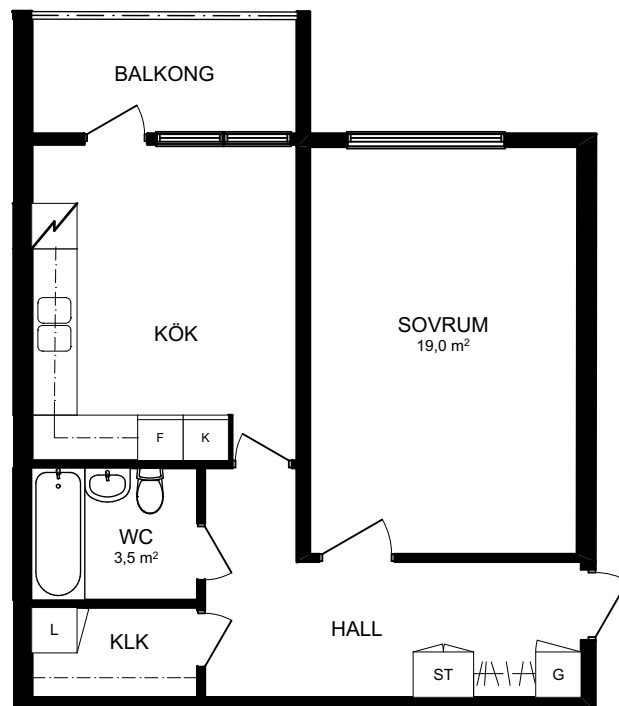 BALKONG
KÖK
SOVRUM
19,0 m²
F
K
WC
3,5 m²
L
KLK
HALL
ST
G